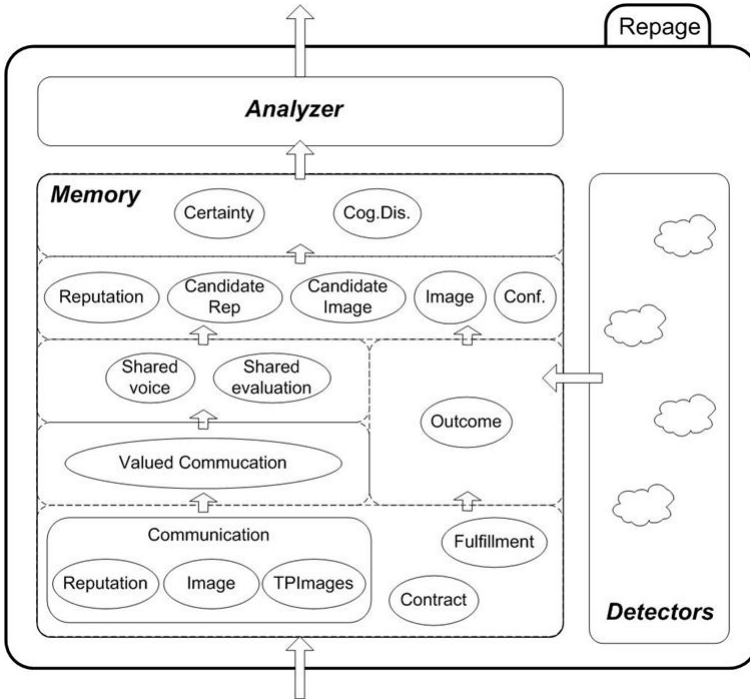 Repage
Analyzer
Memory
Certainty
Cog.Dis.
Reputation
Candidate
Rep
Candidate
Image
Image
Conf.
Shared
voice
Shared
evaluation
Outcome
Valued Commucation
Communication
Reputation
Image
TPImages
Fulfillment
Contract
Detectors